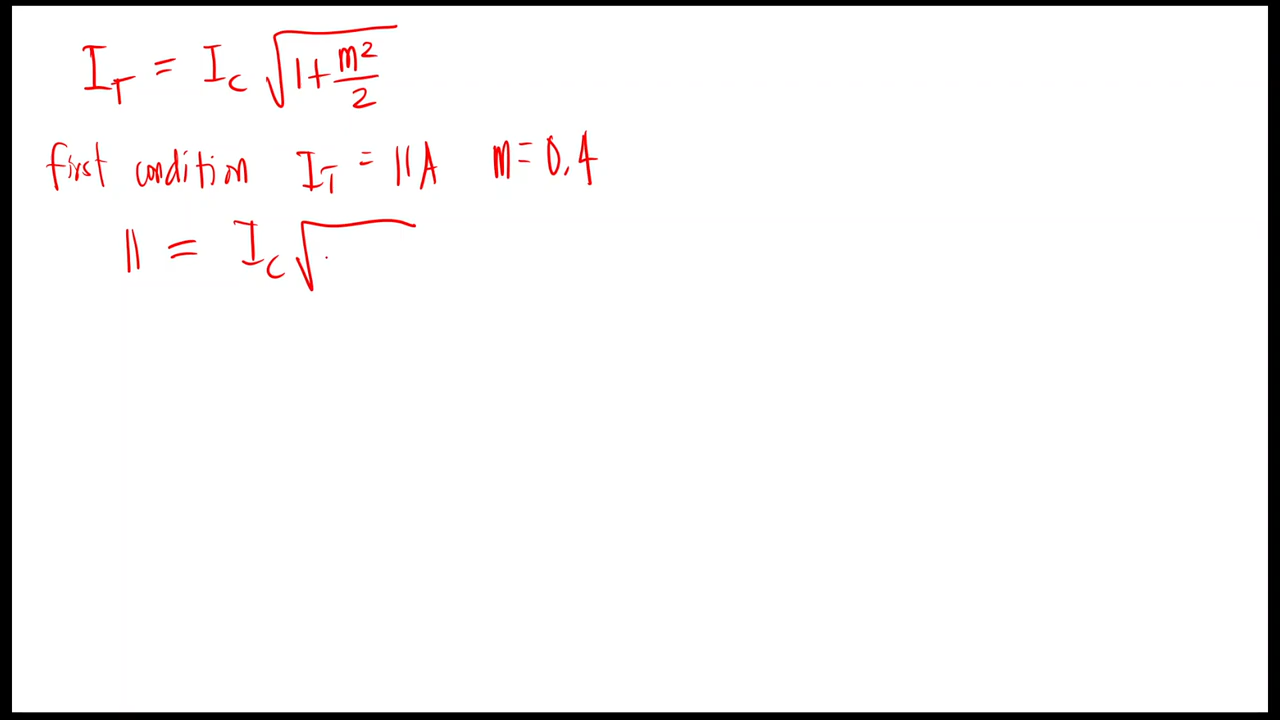 I_T = I_C √(1 + m²/2)
first condition I_T = 11A m = 0.4
11 = I_C √